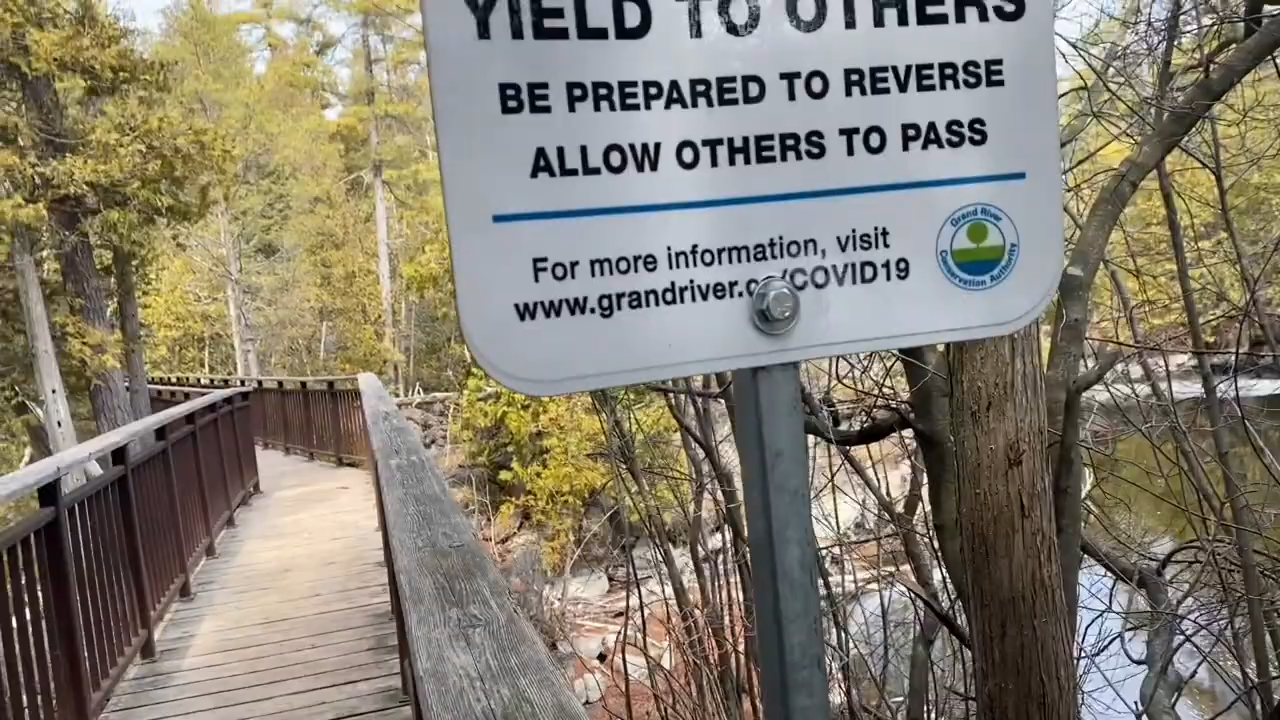 YIELD TO OTHERS
BE PREPARED TO REVERSE
ALLOW OTHERS TO PASS
For more information, visit
www.grandriver.ca/COVID19
Grand River
Conservation Authority